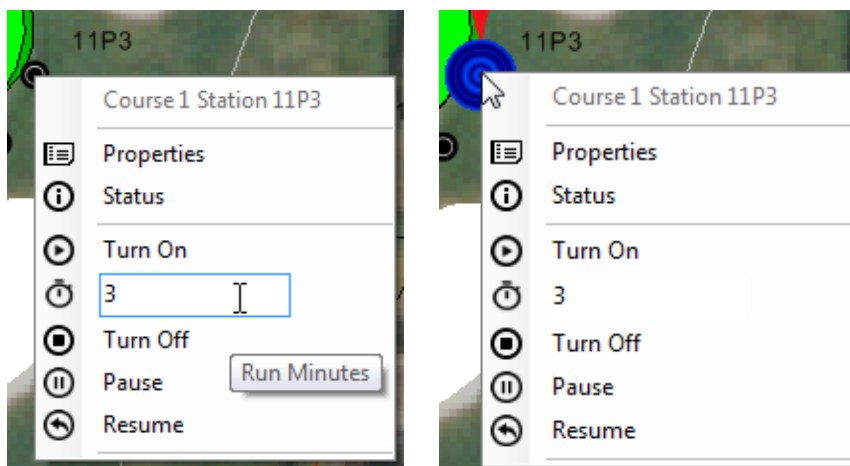 11P3
Course 1 Station 11P3
Properties
Status
Turn On
3
Turn Off
Run Minutes
Pause
Resume
11P3
Course 1 Station 11P3
Properties
Status
Turn On
3
Turn Off
Pause
Resume